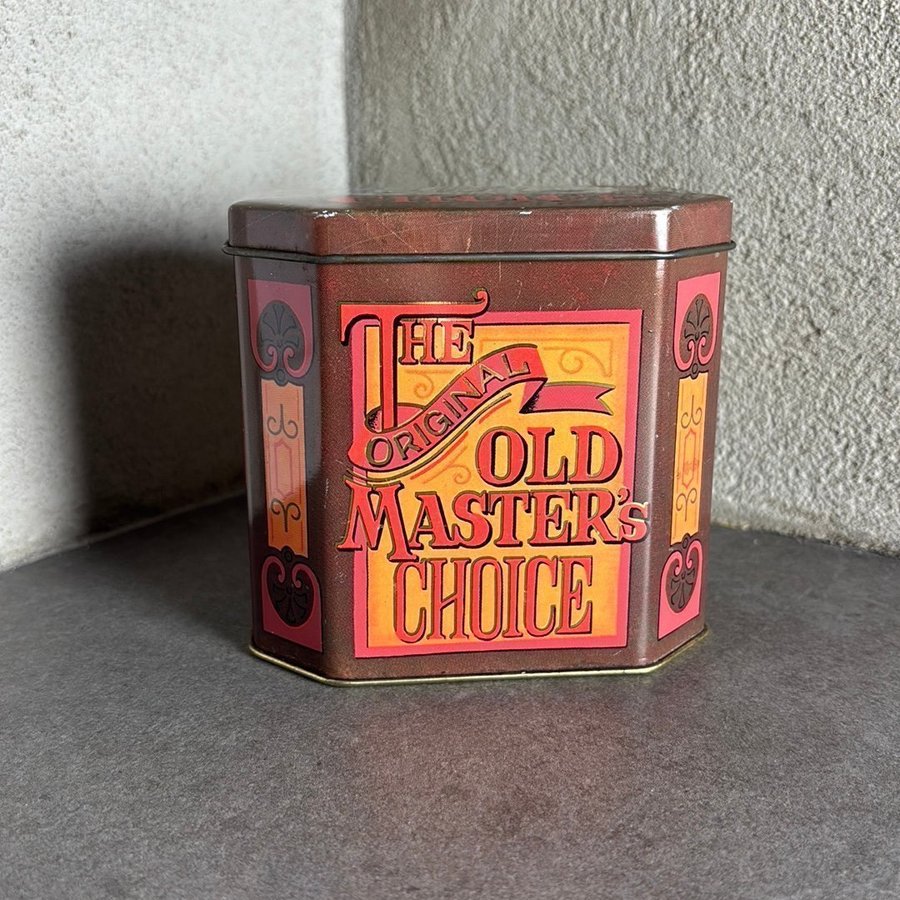 THE
ORIGINAL
OLD
MASTER'S
CHOICE